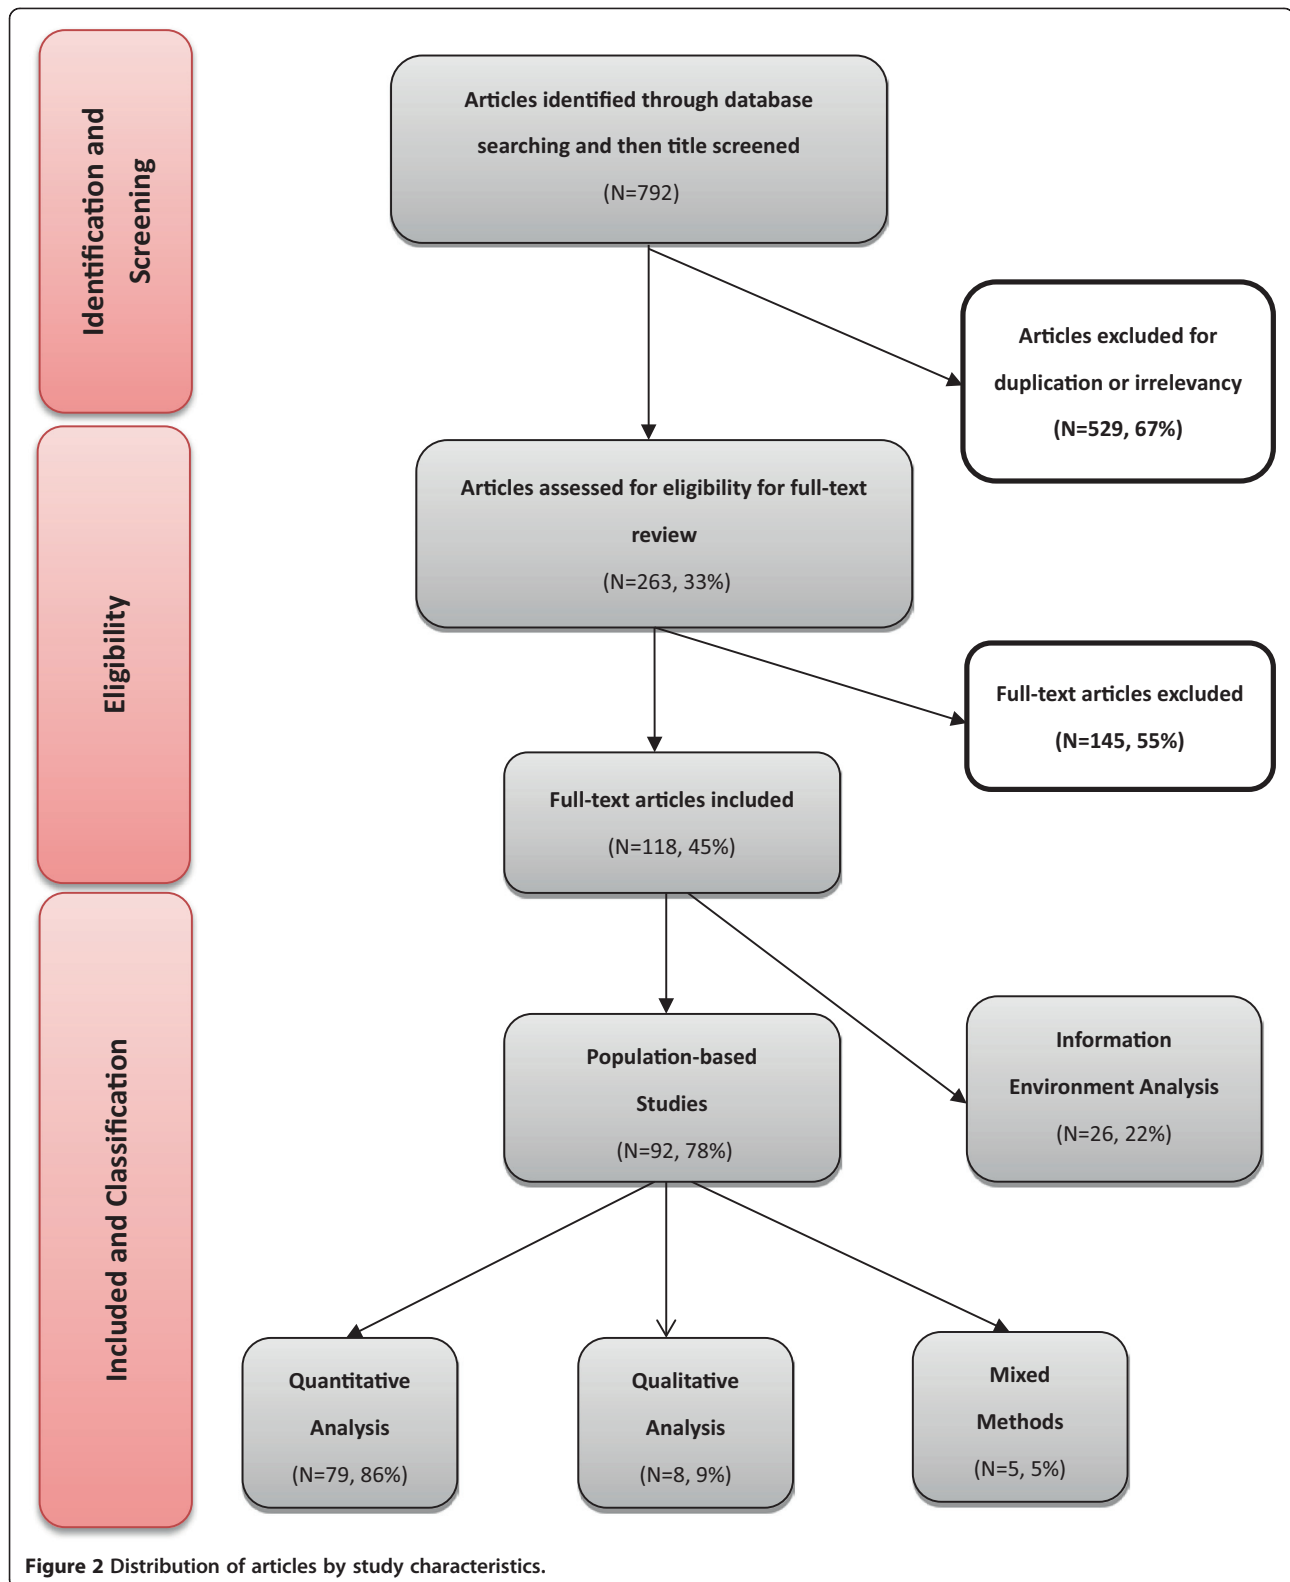 Identification and
Screening
Articles identified through database
searching and then title screened
(N=792)
Articles excluded for
duplication or irrelevancy
(N=529, 67%)
Eligibility
Articles assessed for eligibility for full-text
review
(N=263, 33%)
Full-text articles excluded
(N=145, 55%)
Full-text articles included
(N=118, 45%)
Included and Classification
Population-based
Studies
(N=92, 78%)
Information
Environment Analysis
(N=26, 22%)
Quantitative
Analysis
(N=79, 86%)
Qualitative
Analysis
(N=8, 9%)
Mixed
Methods
(N=5, 5%)
Figure 2 Distribution of articles by study characteristics.